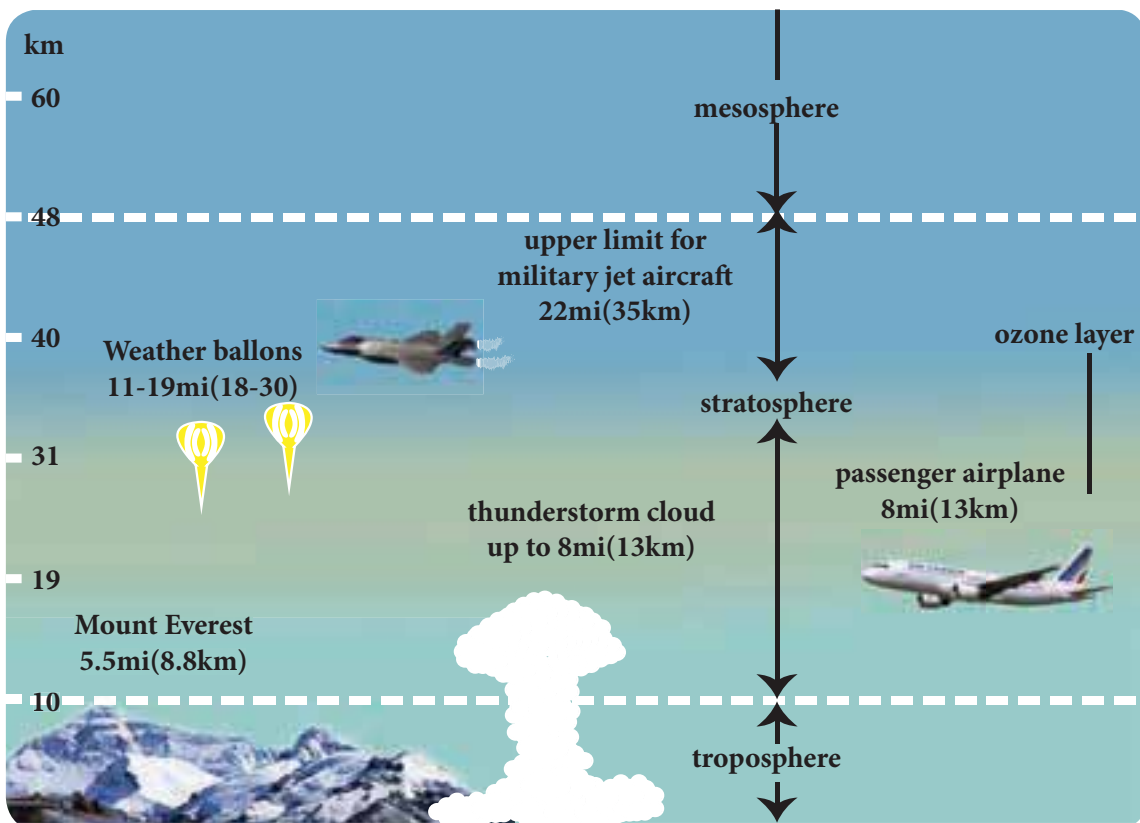 km
60
mesosphere
48
upper limit for
military jet aircraft
22mi(35km)
40
ozone layer
Weather ballons
11-19mi(18-30)
stratosphere
31
passenger airplane
8mi(13km)
thunderstorm cloud
up to 8mi(13km)
19
Mount Everest
5.5mi(8.8km)
10
troposphere